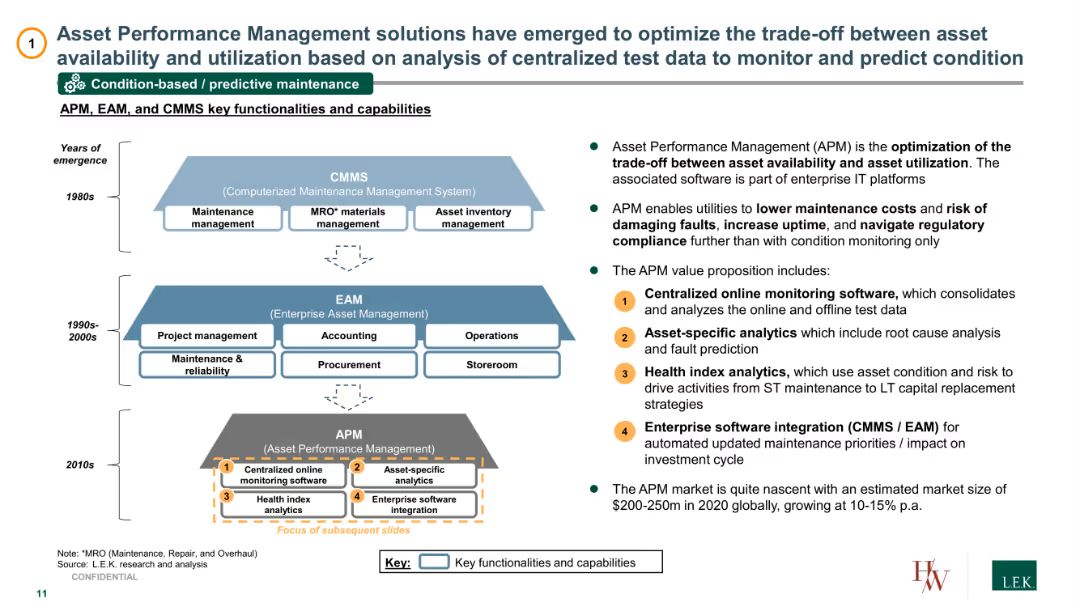 1
Asset Performance Management solutions have emerged to optimize the trade-off between asset
availability and utilization based on analysis of centralized test data to monitor and predict condition
Condition-based / predictive maintenance
APM, EAM, and CMMS key functionalities and capabilities
Years of
emergence
1980s
CMMS
(Computerized Maintenance Management System)
Maintenance
management
MRO* materials
management
Asset inventory
management
1990s-
2000s
EAM
(Enterprise Asset Management)
Project management
Accounting
Operations
Maintenance &
reliability
Procurement
Storeroom
2010s
APM
(Asset Performance Management)
1
Centralized online
monitoring software
2
Asset-specific
analytics
3
Health index
analytics
4
Enterprise software
integration
Focus of subsequent slides
● Asset Performance Management (APM) is the optimization of the
trade-off between asset availability and asset utilization. The
associated software is part of enterprise IT platforms
● APM enables utilities to lower maintenance costs and risk of
damaging faults, increase uptime, and navigate regulatory
compliance further than with condition monitoring only
● The APM value proposition includes:
1 Centralized online monitoring software, which consolidates
and analyzes the online and offline test data
2 Asset-specific analytics which include root cause analysis
and fault prediction
3 Health index analytics, which use asset condition and risk to
drive activities from ST maintenance to LT capital replacement
strategies
4 Enterprise software integration (CMMS / EAM) for
automated updated maintenance priorities / impact on
investment cycle
● The APM market is quite nascent with an estimated market size of
$200-250m in 2020 globally, growing at 10-15% p.a.
Note: *MRO (Maintenance, Repair, and Overhaul)
Source: L.E.K. research and analysis
CONFIDENTIAL
Key: Key functionalities and capabilities
11
HW
L.E.K.